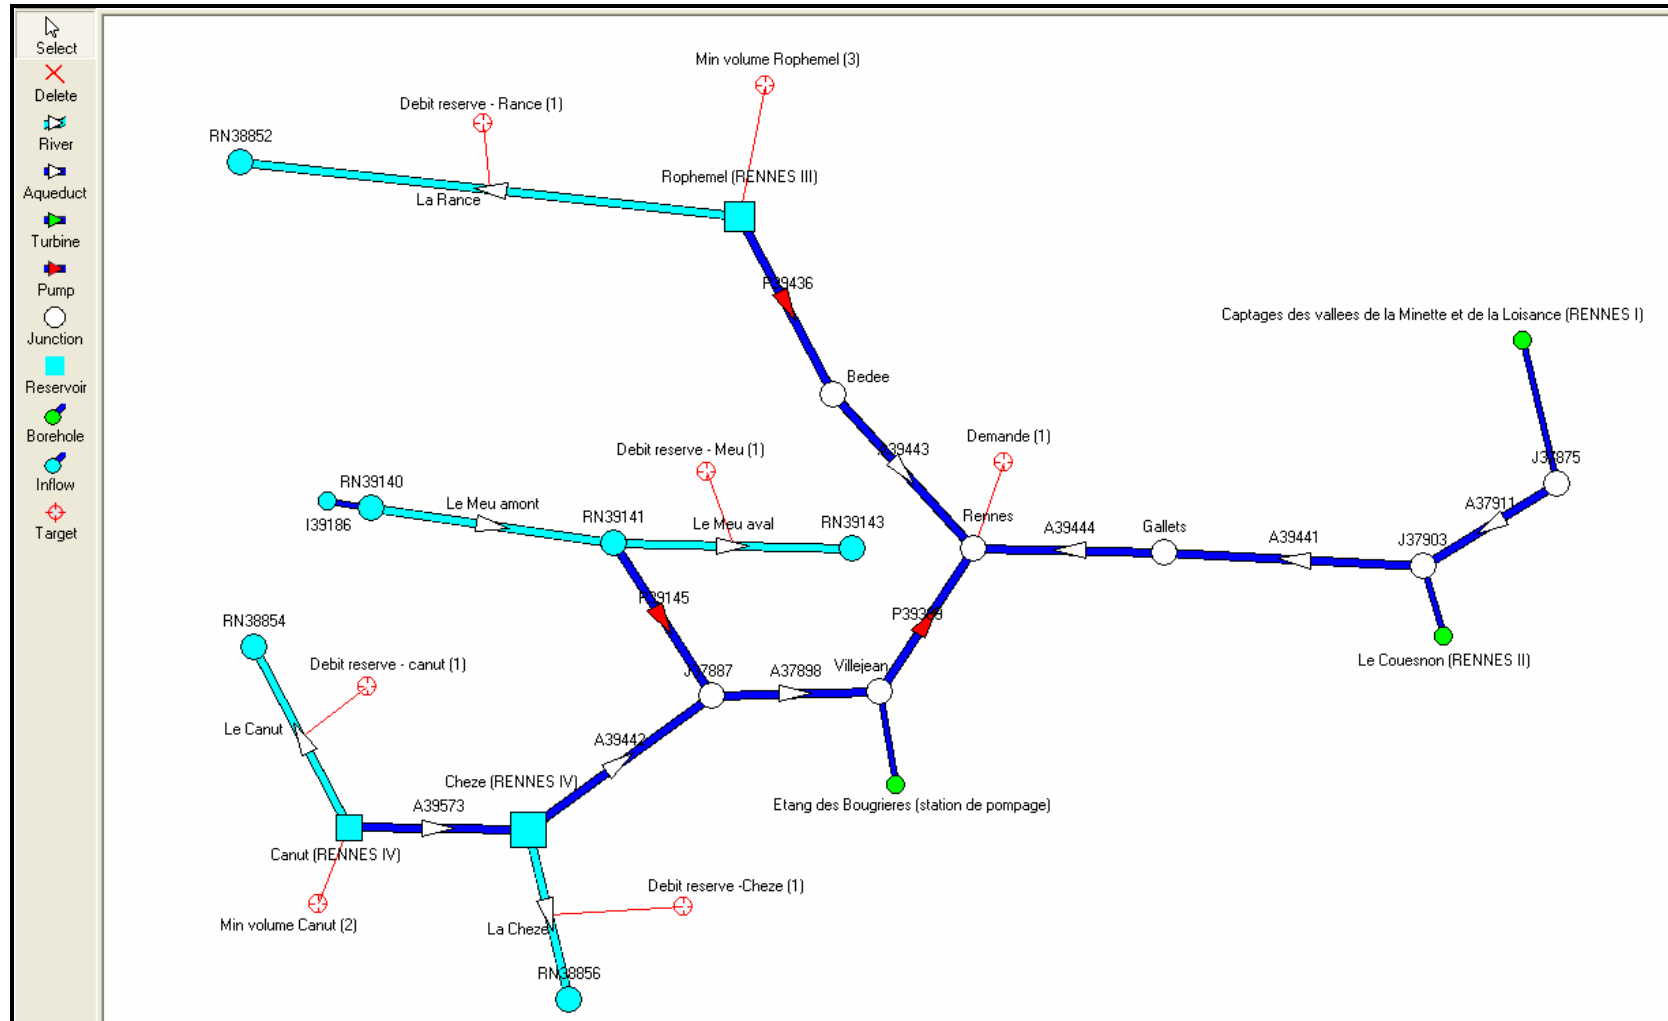 Select
Delete
River
Aqueduct
Turbine
Pump
Junction
Reservoir
Borehole
Inflow
Target
Min volume Rophemel (3)
Debit reserve - Rance (1)
RN38852
Rophemel (RENNES III)
La Rance
P39436
Captages des vallees de la Minette et de la Loisance (RENNES I)
Bedee
Debit reserve - Meu (1)
Demande (1)
J37875
RN39140
Le Meu amont
I39186
RN39141
Le Meu aval
RN39143
Rennes
A39444
Gallets
A37911
A39441
J37903
RN38854
Debit reserve - canut (1)
J37887
A37898
Villejean
Le Couesnon (RENNES II)
Le Canut
Cheze (RENNES IV)
A39573
Etang des Bougrieres (station de pompage)
Canut (RENNES IV)
Debit reserve -Cheze (1)
Min volume Canut (2)
La Cheze
RN38856